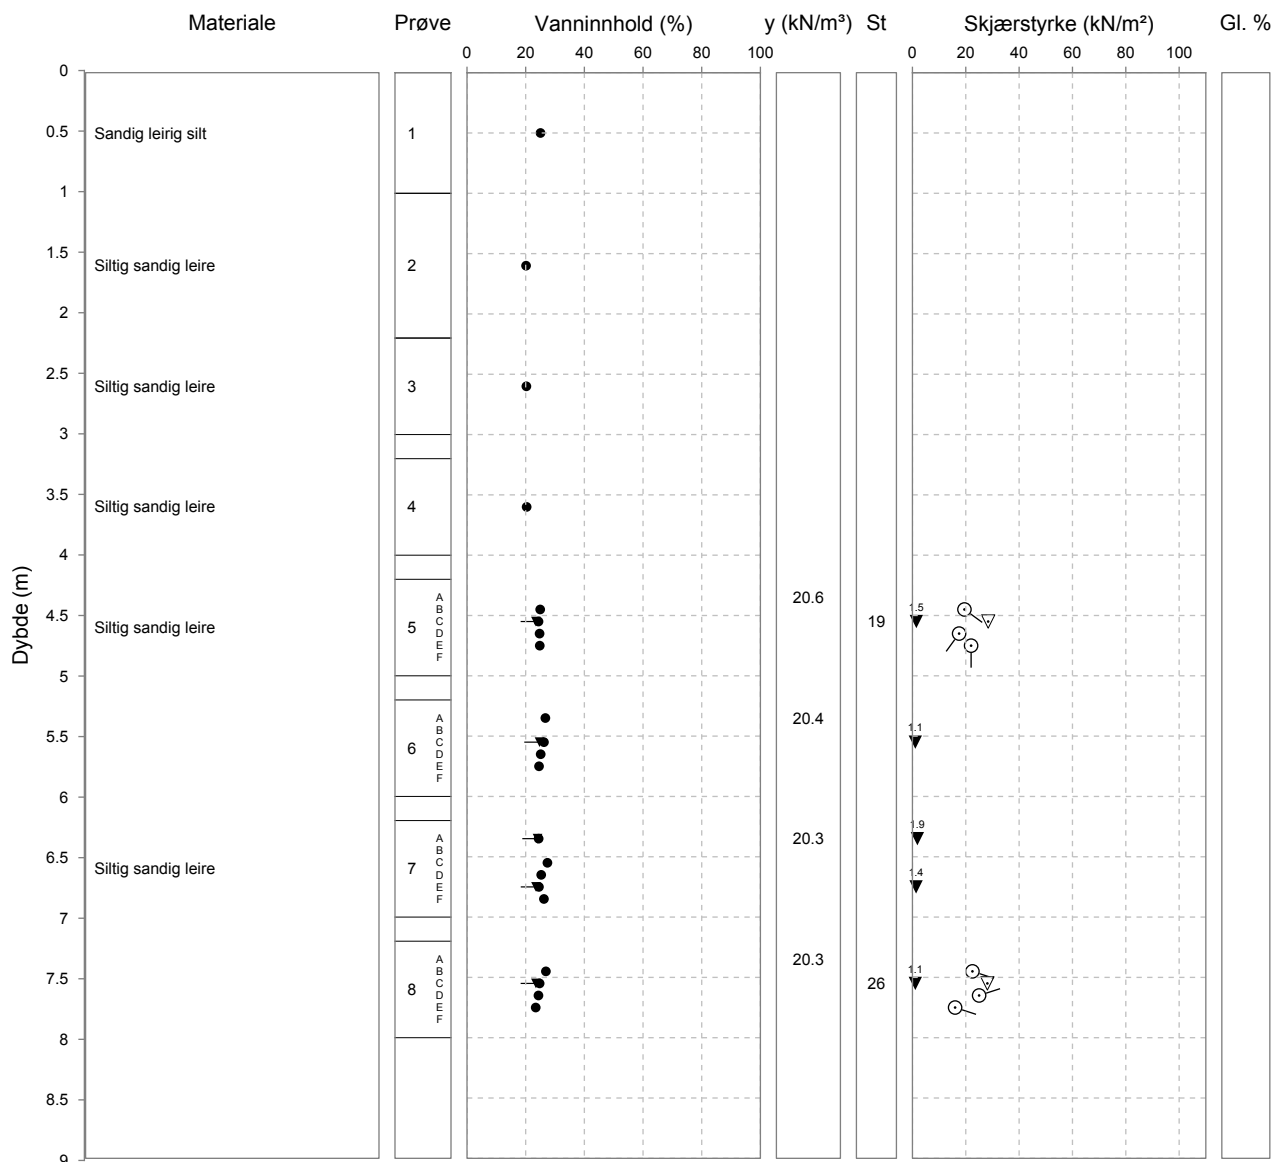 Materiale Prøve Vanninnhold (%) y (kN/m³) St Skjærstyrke (kN/m²) Gl. %
0 20 40 60 80 100 0 20 40 60 80 100
0
0.5 Sandig leirig silt 1
1
1.5 Siltig sandig leire 2
2
2.5 Siltig sandig leire 3
3
3.5 Siltig sandig leire 4
4
Dybde (m)
A 20.6
B 1.5
4.5 Siltig sandig leire 5 C 19
D
E
F
5
A 20.4
B 1.1
5.5 6 C
D
E
F
6
1.9
A 20.3
B
6.5 C
Siltig sandig leire 7 D 1.4
E
F
7
A 20.3
B 1.1
7.5 8 C 26
D
E
F
8
8.5
9